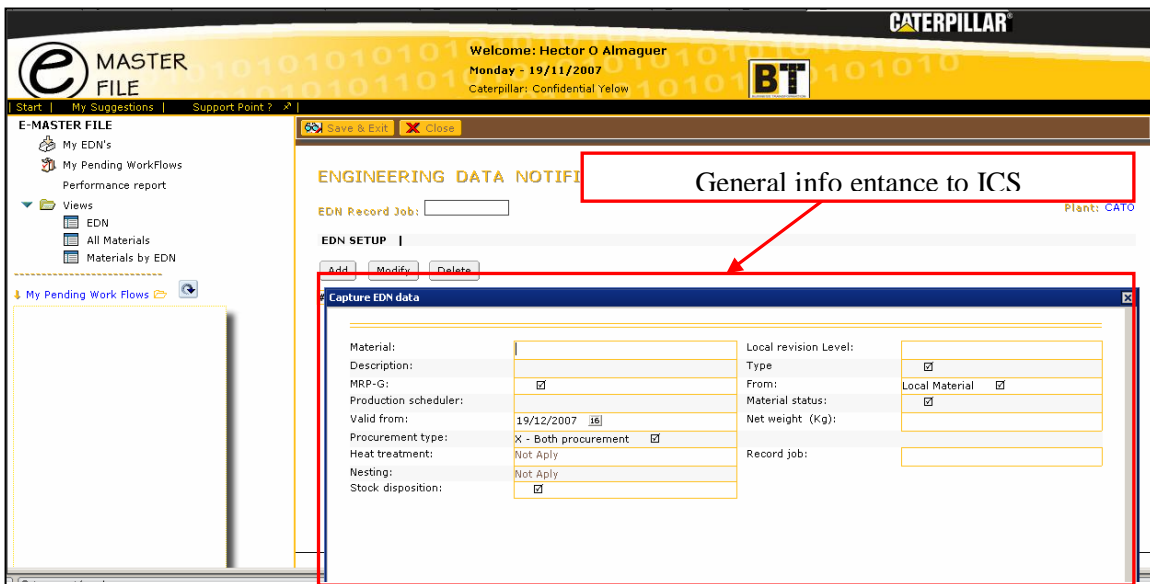 CATERPILLAR®
e MASTER FILE
Welcome: Hector O Almaguer
Monday - 19/11/2007
Caterpillar: Confidential Yelow
BT
| Start | My Suggestions | Support Point ? |
E-MASTER FILE
My EDN's
My Pending WorkFlows
Performance report
Views
EDN
All Materials
Materials by EDN
My Pending Work Flows
Save & Exit Close
ENGINEERING DATA NOTIFI
General info entance to ICS
EDN Record Job:
Plant: CATO
EDN SETUP |
Add Modify Delete
#
Capture EDN data
Material: Local revision Level:
Description: Type
MRP-G: From: Local Material
Production scheduler: Material status:
Valid from: 19/12/2007 16 Net weight (Kg):
Procurement type: X - Both procurement
Heat treatment: Not Aply Record job:
Nesting: Not Aply
Stock disposition: